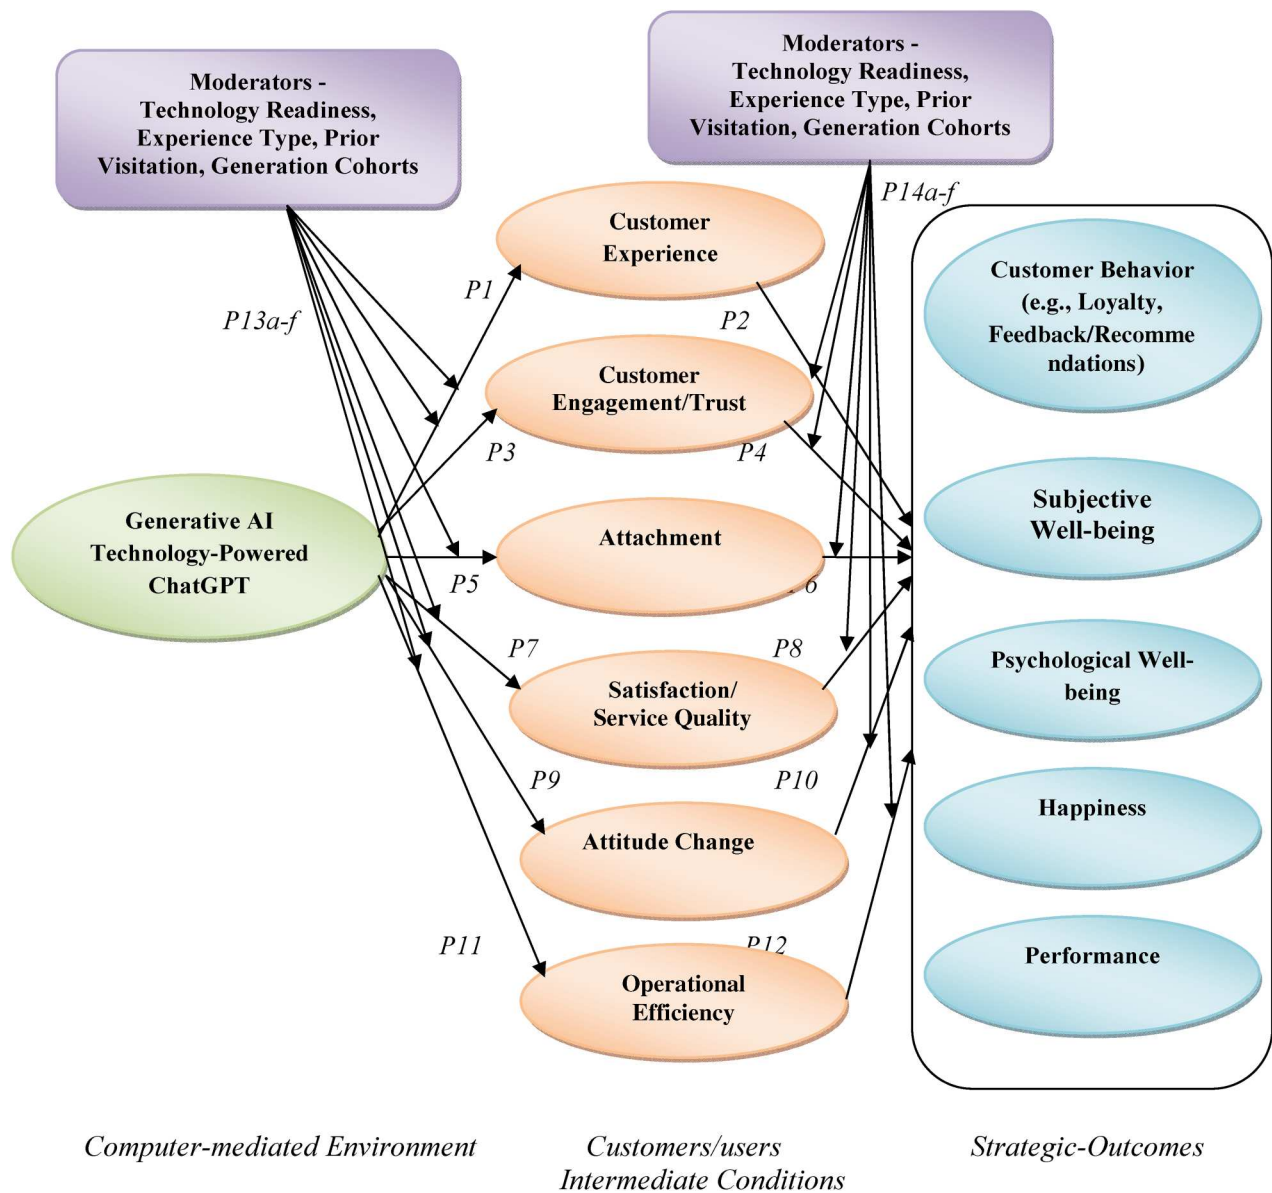 Moderators -
Technology Readiness,
Experience Type, Prior
Visitation, Generation Cohorts
Moderators -
Technology Readiness,
Experience Type, Prior
Visitation, Generation Cohorts
P13a-f
P14a-f
P1
P2
P3
P4
P5
6
P7
P8
P9
P10
P11
P12
Generative AI
Technology-Powered
ChatGPT
Customer
Experience
Customer
Engagement/Trust
Attachment
Satisfaction/
Service Quality
Attitude Change
Operational
Efficiency
Customer Behavior
(e.g., Loyalty,
Feedback/Recomme
ndations)
Subjective
Well-being
Psychological Well-
being
Happiness
Performance
Computer-mediated Environment
Customers/users
Intermediate Conditions
Strategic-Outcomes